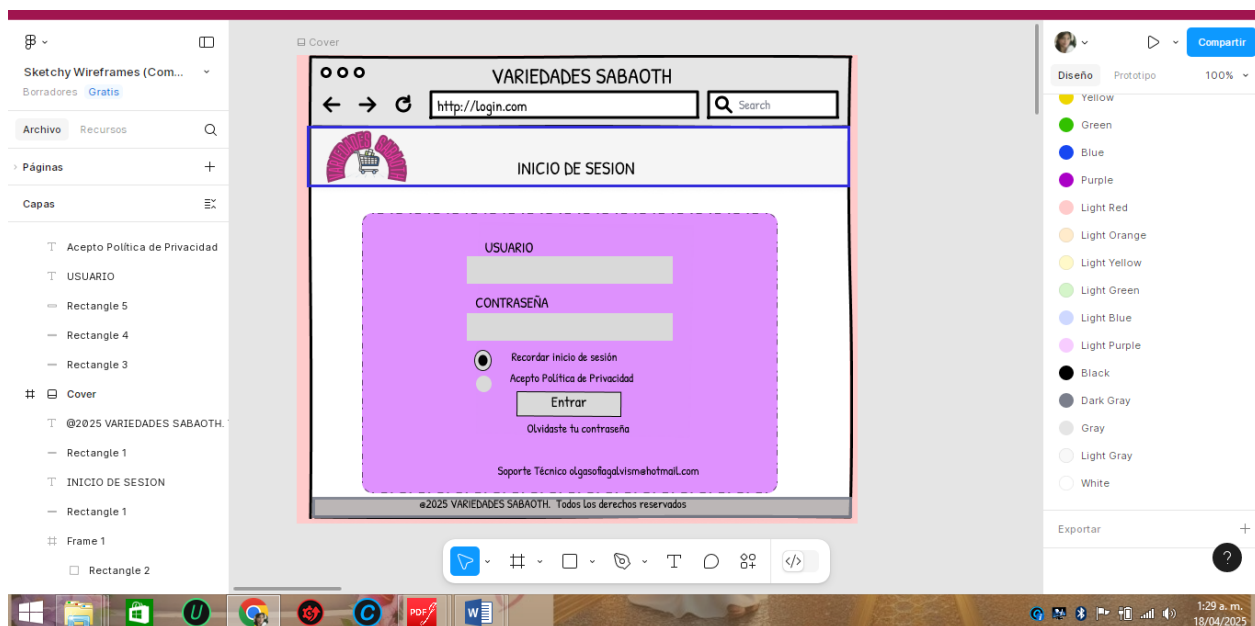 Cover
Sketchy Wireframes (Com...
Borradores Gratis
Archivo Recursos
Páginas
Capas
Acepto Política de Privacidad
USUARIO
Rectangle 5
Rectangle 4
Rectangle 3
Cover
@2025 VARIEDADES SABAOTH.
Rectangle 1
INICIO DE SESION
Rectangle 1
Frame 1
Rectangle 2
VARIEDADES SABAOTH
http://login.com
Search
INICIO DE SESION
USUARIO
CONTRASEÑA
Recordar inicio de sesión
Acepto Política de Privacidad
Entrar
Olvidaste tu contraseña
Soporte Técnico olgasofiagalvism@hotmail.com
@2025 VARIEDADES SABAOTH. Todos los derechos reservados
Compartir
Diseño Prototipo 100%
Yellow
Green
Blue
Purple
Light Red
Light Orange
Light Yellow
Light Green
Light Blue
Light Purple
Black
Dark Gray
Gray
Light Gray
White
Exportar
?
PDF
1:29 a. m.
18/04/2025